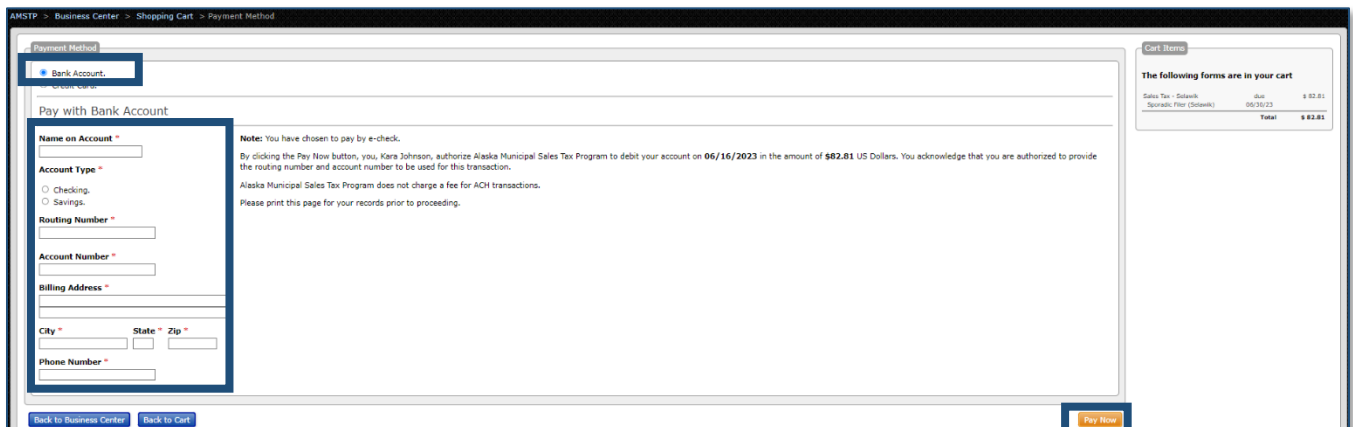 AMSTP > Business Center > Shopping Cart > Payment Method
Payment Method
Bank Account.
Credit Card.
Pay with Bank Account
Name on Account *
Account Type *
Checking.
Savings.
Routing Number *
Account Number *
Billing Address *
City * State * Zip *
Phone Number *
Note: You have chosen to pay by e-check.
By clicking the Pay Now button, you, Kara Johnson, authorize Alaska Municipal Sales Tax Program to debit your account on 06/16/2023 in the amount of $82.81 US Dollars. You acknowledge that you are authorized to provide
the routing number and account number to be used for this transaction.
Alaska Municipal Sales Tax Program does not charge a fee for ACH transactions.
Please print this page for your records prior to proceeding.
Back to Business Center Back to Cart
Pay Now
Cart Items
The following forms are in your cart
Sales Tax - Selawik due $ 82.81
Sporadic Filer (Selawik) 06/30/23
Total $ 82.81